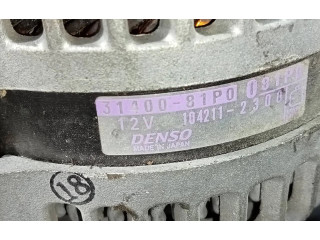 31400-81P0
12V 104211-2300
DENSO
MADE IN JAPAN
18